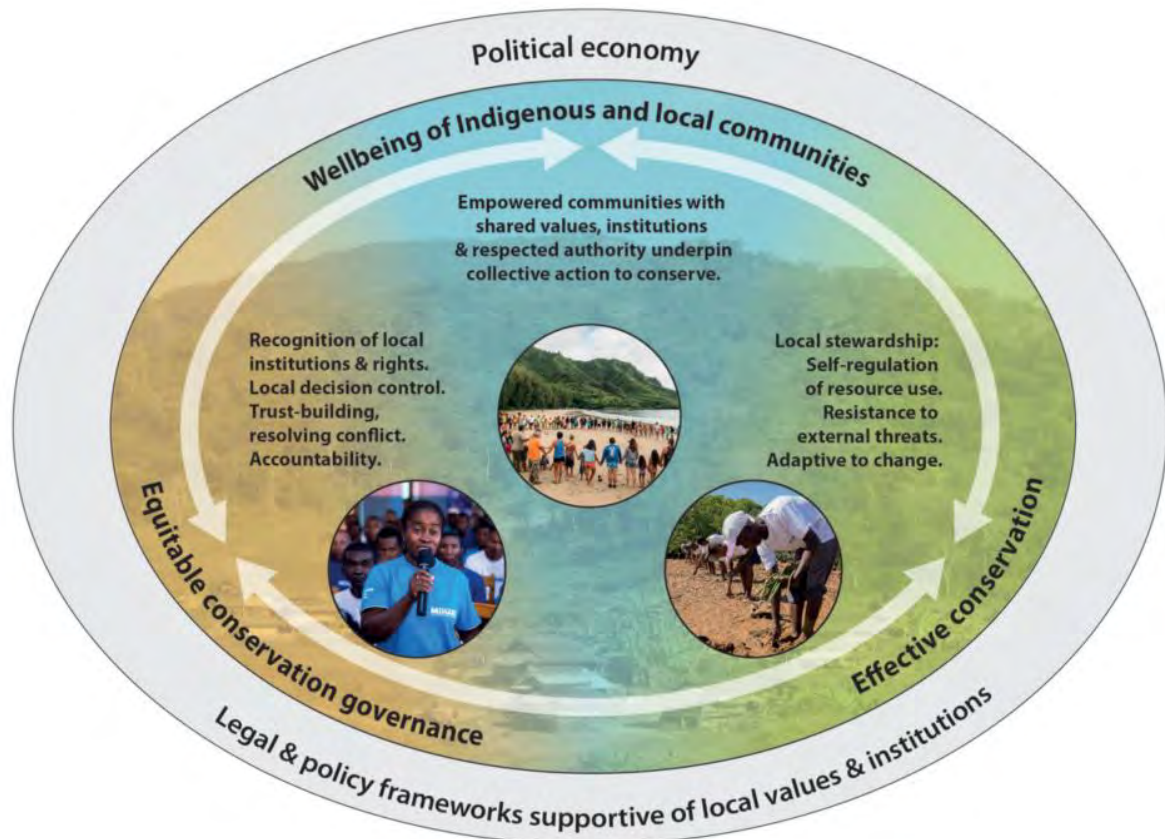 Political economy
Wellbeing of Indigenous and local communities
Empowered communities with
shared values, institutions
& respected authority underpin
collective action to conserve.
Recognition of local
institutions & rights.
Local decision control.
Trust-building,
resolving conflict.
Accountability.
Local stewardship:
Self-regulation
of resource use.
Resistance to
external threats.
Adaptive to change.
Equitable conservation governance
Effective conservation
Legal & policy frameworks supportive of local values & institutions